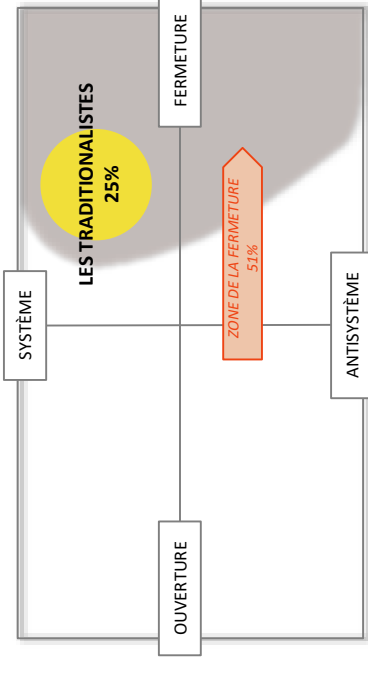 SYSTÈME
LES TRADITIONALISTES
25%
OUVERTURE
FERMETURE
ZONE DE LA FERMETURE
51%
ANTISYSTÈME